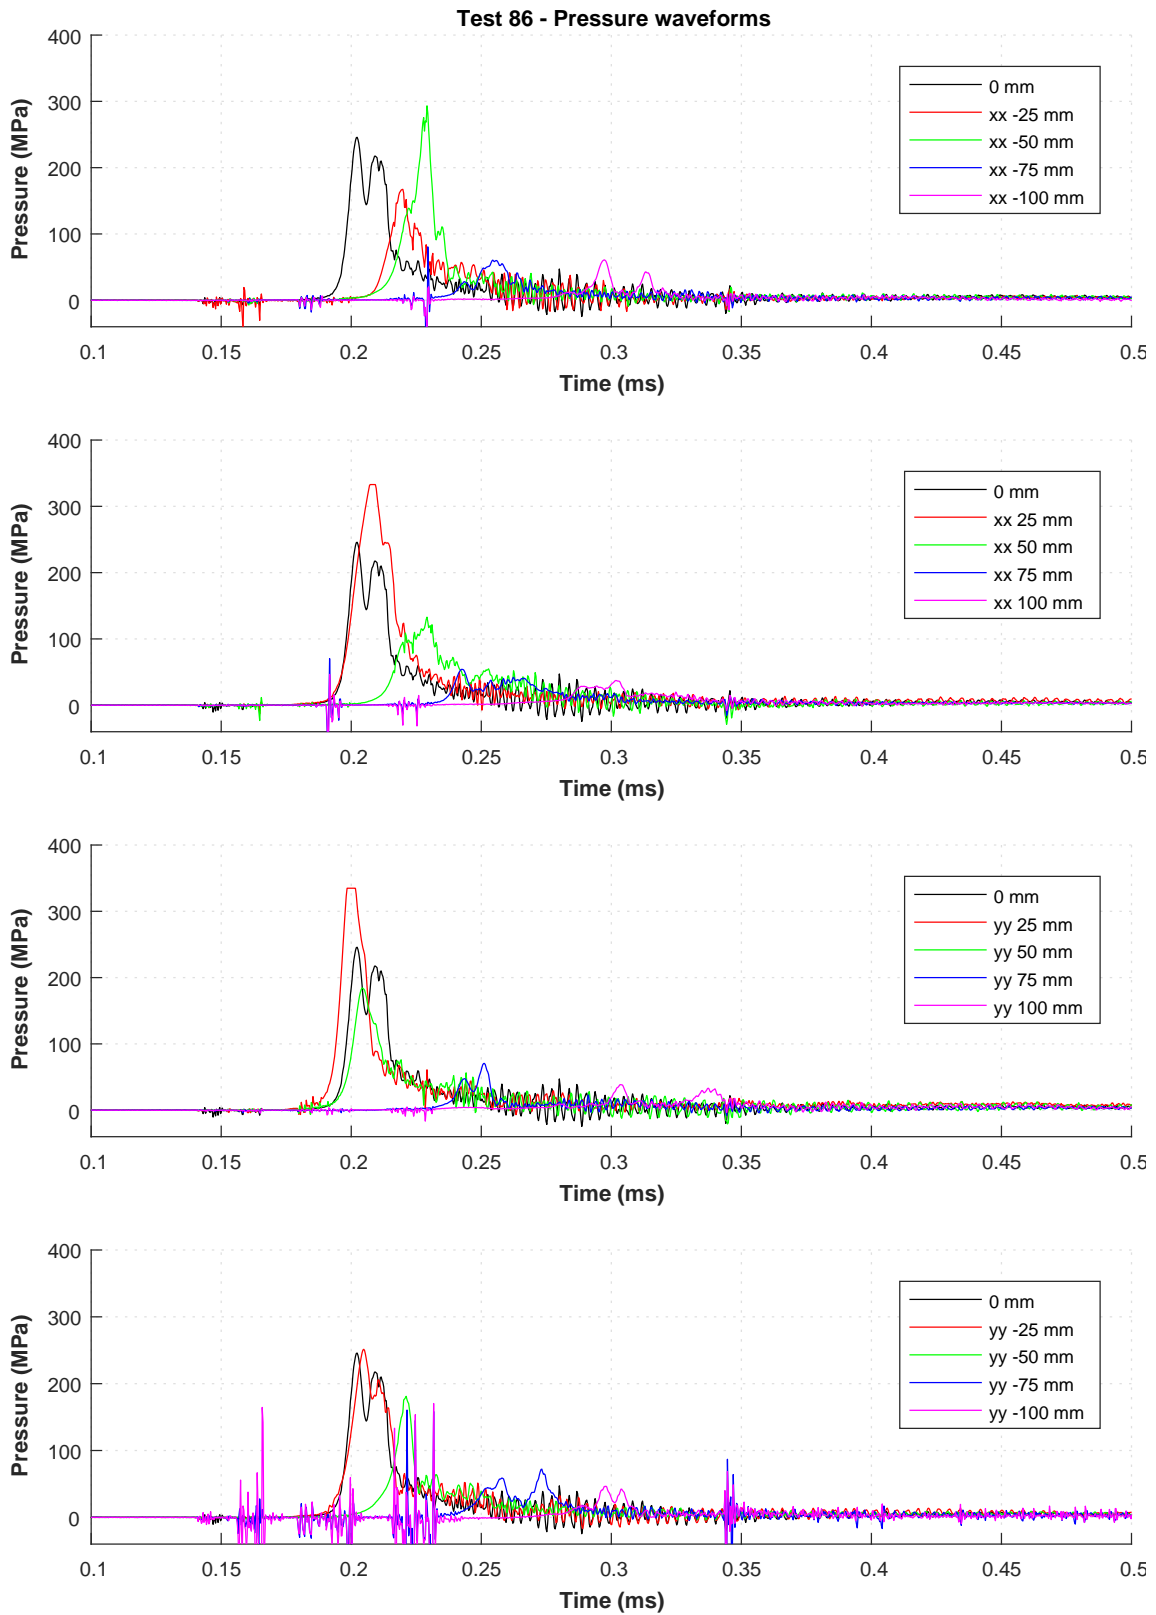 Test 86 - Pressure waveforms
400
300
200
100
0
Pressure (MPa)
0 mm
xx -25 mm
xx -50 mm
xx -75 mm
xx -100 mm
0.1 0.15 0.2 0.25 0.3 0.35 0.4 0.45 0.5
Time (ms)
400
300
200
100
0
Pressure (MPa)
0 mm
xx 25 mm
xx 50 mm
xx 75 mm
xx 100 mm
0.1 0.15 0.2 0.25 0.3 0.35 0.4 0.45 0.5
Time (ms)
400
300
200
100
0
Pressure (MPa)
0 mm
yy 25 mm
yy 50 mm
yy 75 mm
yy 100 mm
0.1 0.15 0.2 0.25 0.3 0.35 0.4 0.45 0.5
Time (ms)
400
300
200
100
0
Pressure (MPa)
0 mm
yy -25 mm
yy -50 mm
yy -75 mm
yy -100 mm
0.1 0.15 0.2 0.25 0.3 0.35 0.4 0.45 0.5
Time (ms)